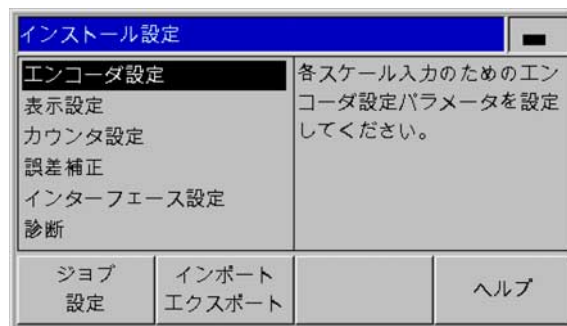 インストール設定
エンコーダ設定
表示設定
カウンタ設定
誤差補正
インターフェース設定
診断
各スケール入力のためのエン
コーダ設定パラメータを設定
してください。
ジョブ
設定
インポート
エクスポート
ヘルプ